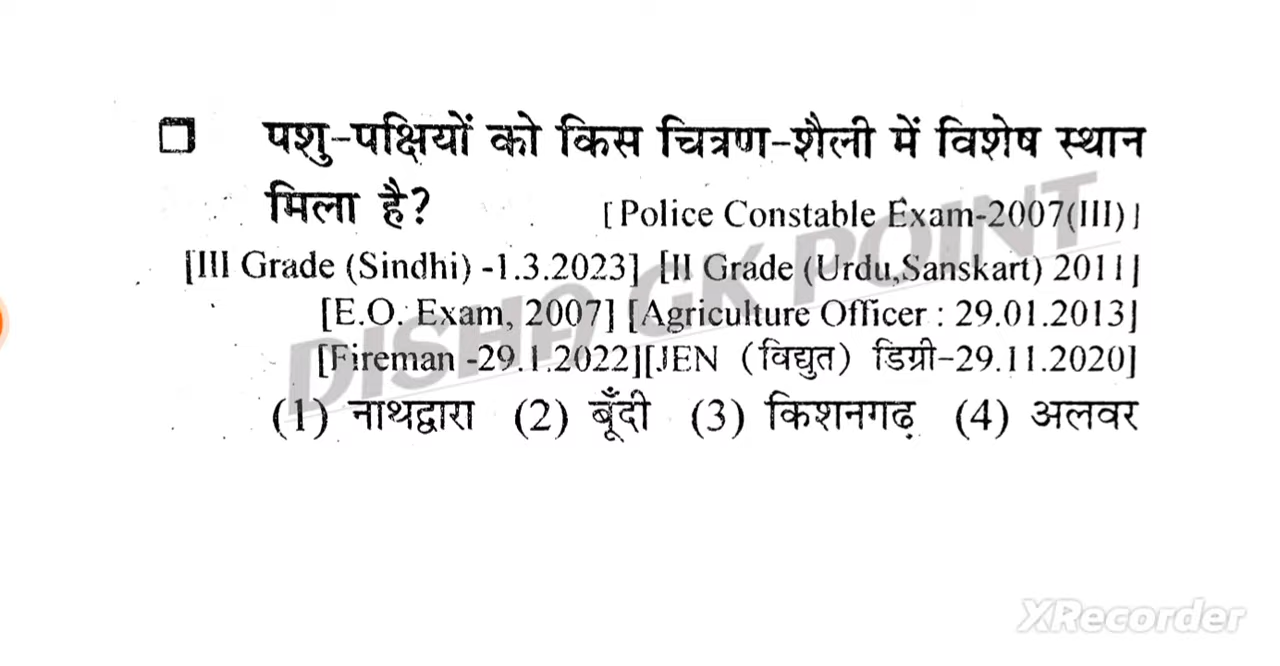 ❑ पशु-पक्षियों को किस चित्रण-शैली में विशेष स्थान
मिला है? [Police Constable Exam-2007(III)]
[III Grade (Sindhi) -1.3.2023] [II Grade (Urdu,Sanskart) 2011]
[E.O. Exam, 2007] [Agriculture Officer : 29.01.2013]
[Fireman -29.1.2022][JEN (विद्युत) डिग्री-29.11.2020]
(1) नाथद्वारा (2) बूँदी (3) किशनगढ़ (4) अलवर
DISHA GK POINT
XRecorder